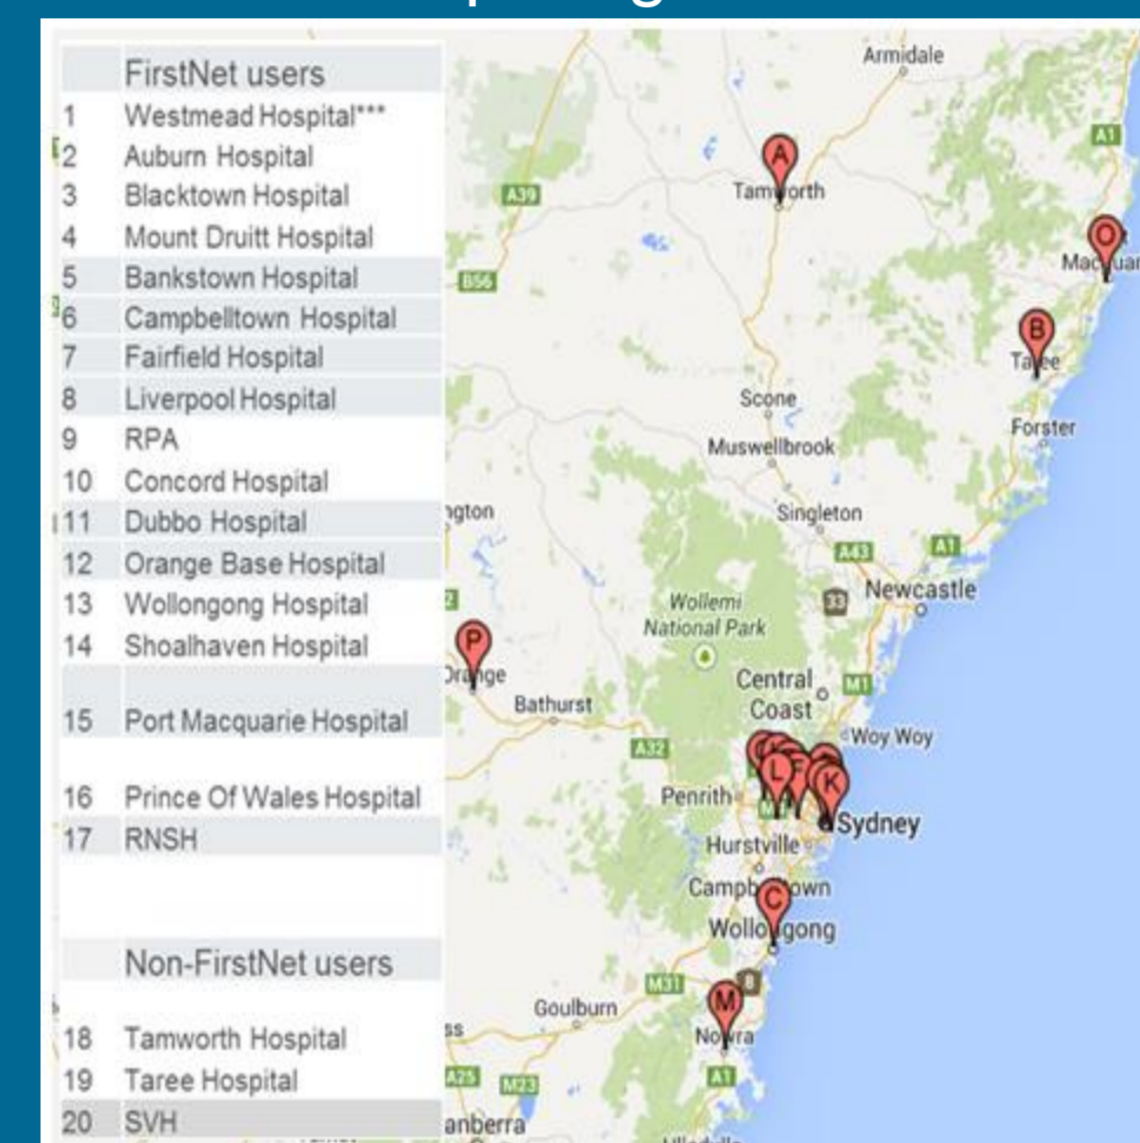 FirstNet users
1 Westmead Hospital***
2 Auburn Hospital
3 Blacktown Hospital
4 Mount Druitt Hospital
5 Bankstown Hospital
6 Campbelltown Hospital
7 Fairfield Hospital
8 Liverpool Hospital
9 RPA
10 Concord Hospital
11 Dubbo Hospital
12 Orange Base Hospital
13 Wollongong Hospital
14 Shoalhaven Hospital
15 Port Macquarie Hospital
16 Prince Of Wales Hospital
17 RNSH
Non-FirstNet users
18 Tamworth Hospital
19 Taree Hospital
20 SVH
Armidale
A1
A
Tamworth
A39
O
B56
B
Taree
Scone
Forster
Muswellbrook
Singleton
A43
A1
Newcastle
33
Wollemi
National Park
P
Orange
Central
Coast
M1
Bathurst
Woy Woy
A32
L
F
K
Penrith
Sydney
Hurstville
Campbelltown
C
Wollongong
M31
8
M
Goulburn
Nowra
A25
M23
A1